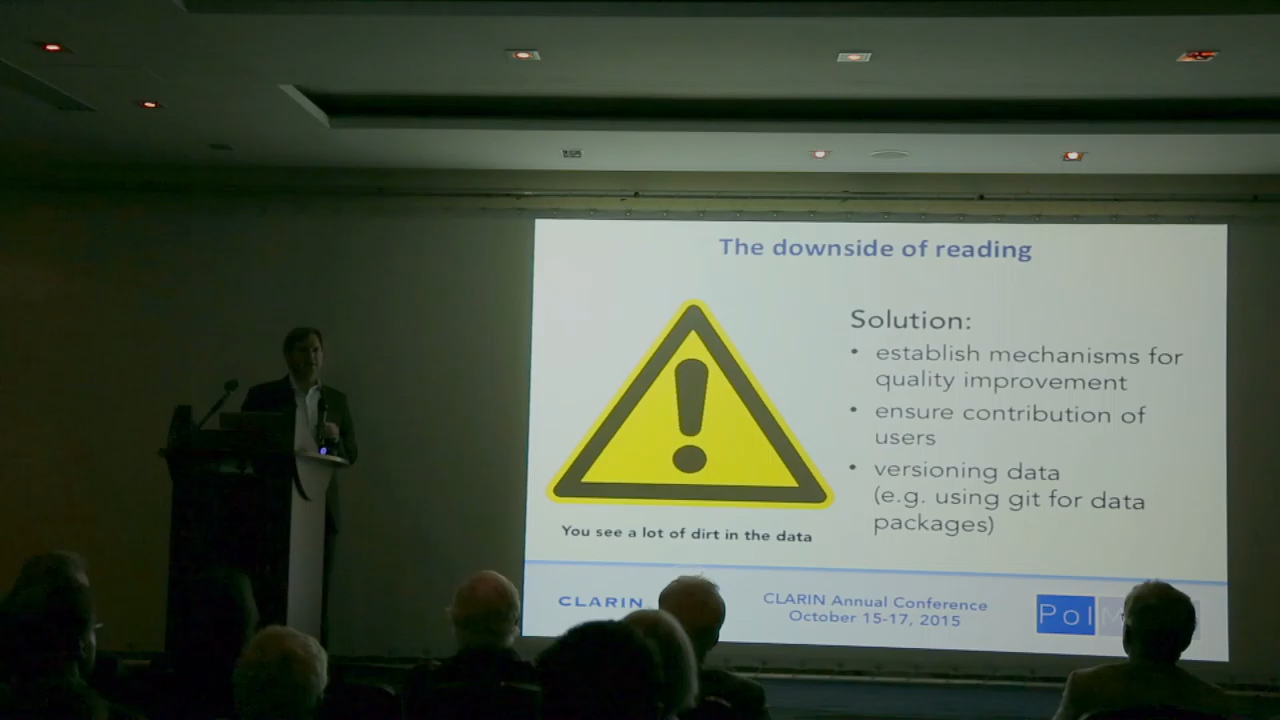 The downside of reading
Solution:
• establish mechanisms for
quality improvement
• ensure contribution of
users
• versioning data
(e.g. using git for data
packages)
You see a lot of dirt in the data
CLARIN
CLARIN Annual Conference
October 15-17, 2015
PolM